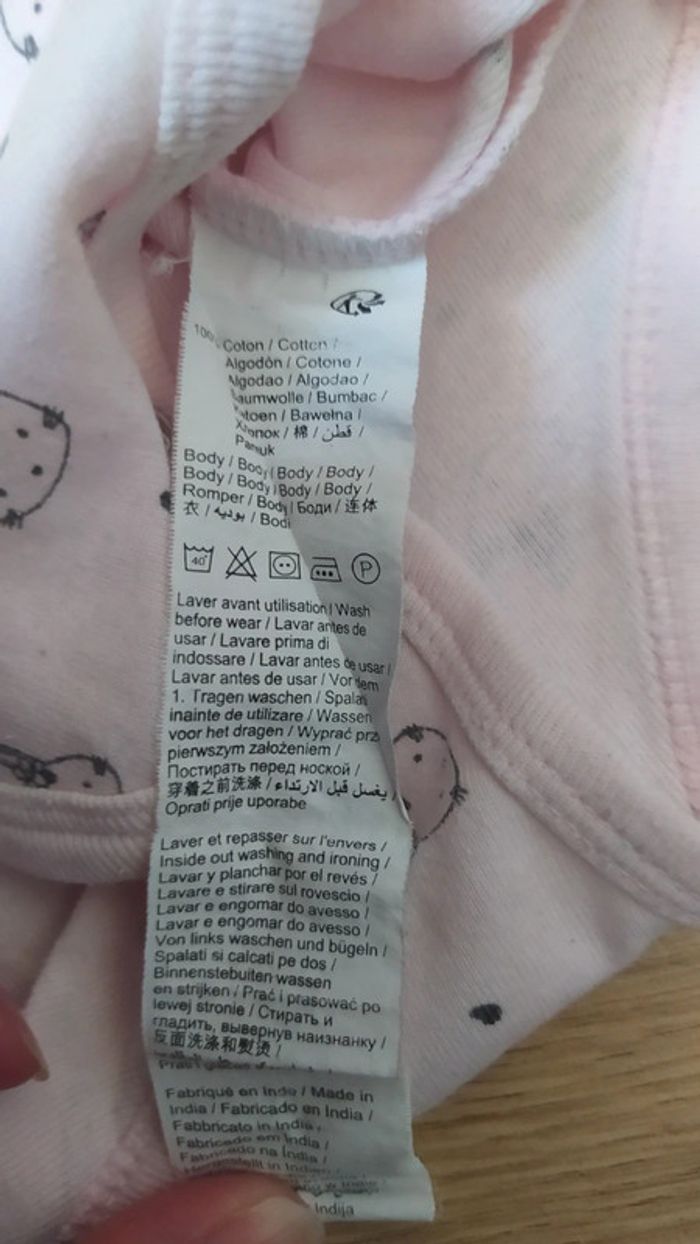 Coton / Cotton /
Algodón / Cotone /
Algodao / Algodao /
Baumwolle / Bumbac /
Katoen / Bawełna /
Хлопок / 棉 / قطن /
Pamuk
Body / Body / Body / Body /
Body / Body / Body / Body /
Romper / Body / Боди / 连体
衣 / بوديه / Bodi
40° P
Laver avant utilisation / Wash
before wear / Lavar antes de
usar / Lavare prima di
indossare / Lavar antes de usar /
Lavar antes de usar / Vor dem
1. Tragen waschen / Spalati
inainte de utilizare / Wassen
voor het dragen / Wyprać prz
pierwszym założeniem /
Постирать перед ноской /
穿着之前洗涤 / يغسل قبل الارتداء /
Oprati prije uporabe
Laver et repasser sur l'envers /
Inside out washing and ironing /
Lavar y planchar por el revés /
Lavare e stirare sul rovescio /
Lavar e engomar do avesso /
Lavar e engomar do avesso /
Von links waschen und bügeln /
Spalati si calcati pe dos /
Binnenstebuiten wassen
en strijken / Prać i prasować po
lewej stronie / Стирать и
гладить, вывернув наизнанку /
反面洗涤和熨烫 /
Fabriqué en Inde / Made in
India / Fabricado en India /
Fabbricato in India /
Fabricado em Índia /
Fabricado na Índia /
Hergestellt in Indien
Indija